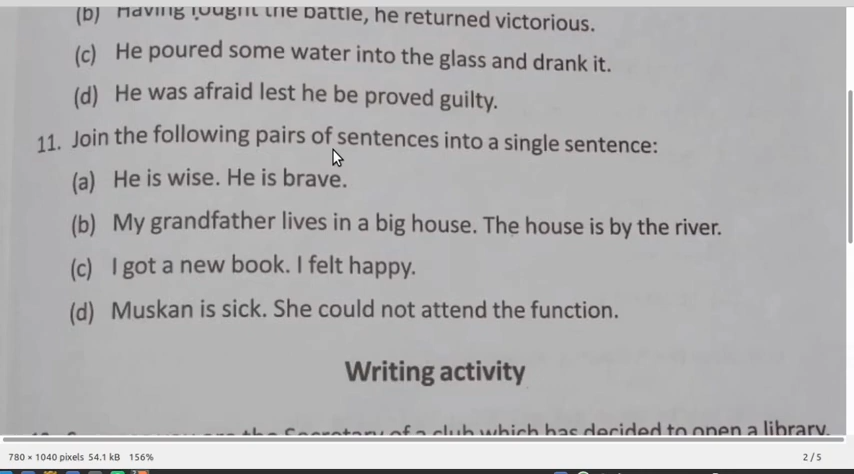 (b) Having fought the battle, he returned victorious.
(c) He poured some water into the glass and drank it.
(d) He was afraid lest he be proved guilty.
11. Join the following pairs of sentences into a single sentence:
(a) He is wise. He is brave.
(b) My grandfather lives in a big house. The house is by the river.
(c) I got a new book. I felt happy.
(d) Muskan is sick. She could not attend the function.
Writing activity
the Secretary of a club which has decided to open a library.
780 × 1040 pixels 54.1 kB 156%
2 / 5